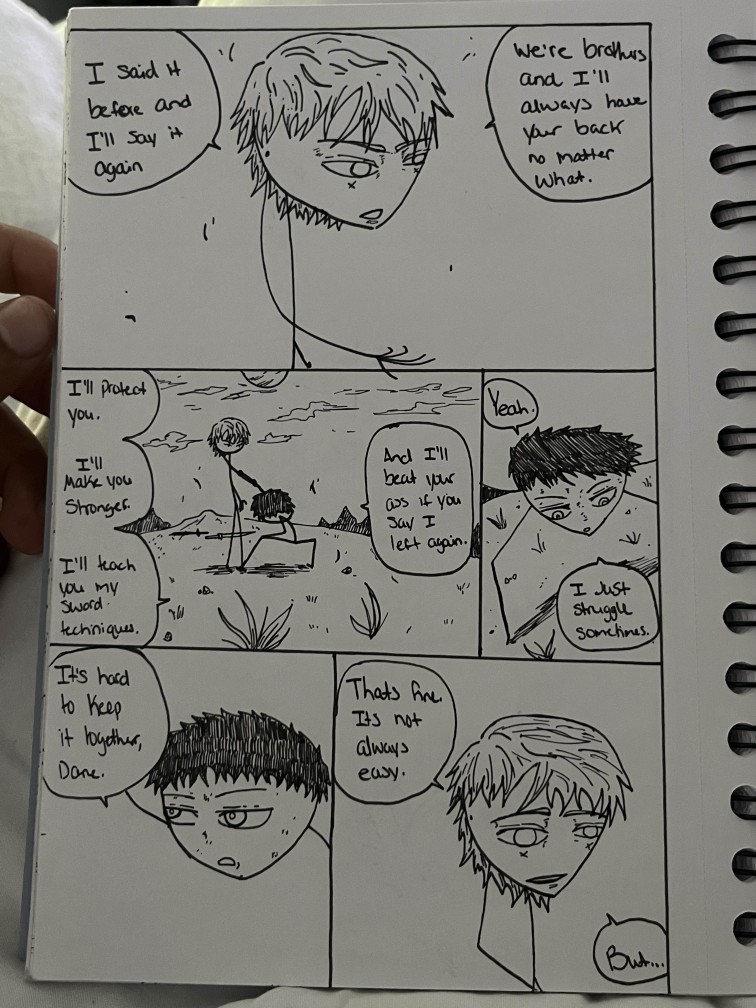 I said it
before and
I'll say it
again
We're brothers
and I'll
always have
your back
no matter
what.
I'll protect
you.
I'll
Make you
Stronger.
I'll teach
you my
sword
techniques.
And I'll
beat your
ass if you
say I
left again.
Yeah.
I Just
struggle
sometimes.
It's hard
to keep
it together,
Dane.
Thats fine.
Its not
always
easy.
But...